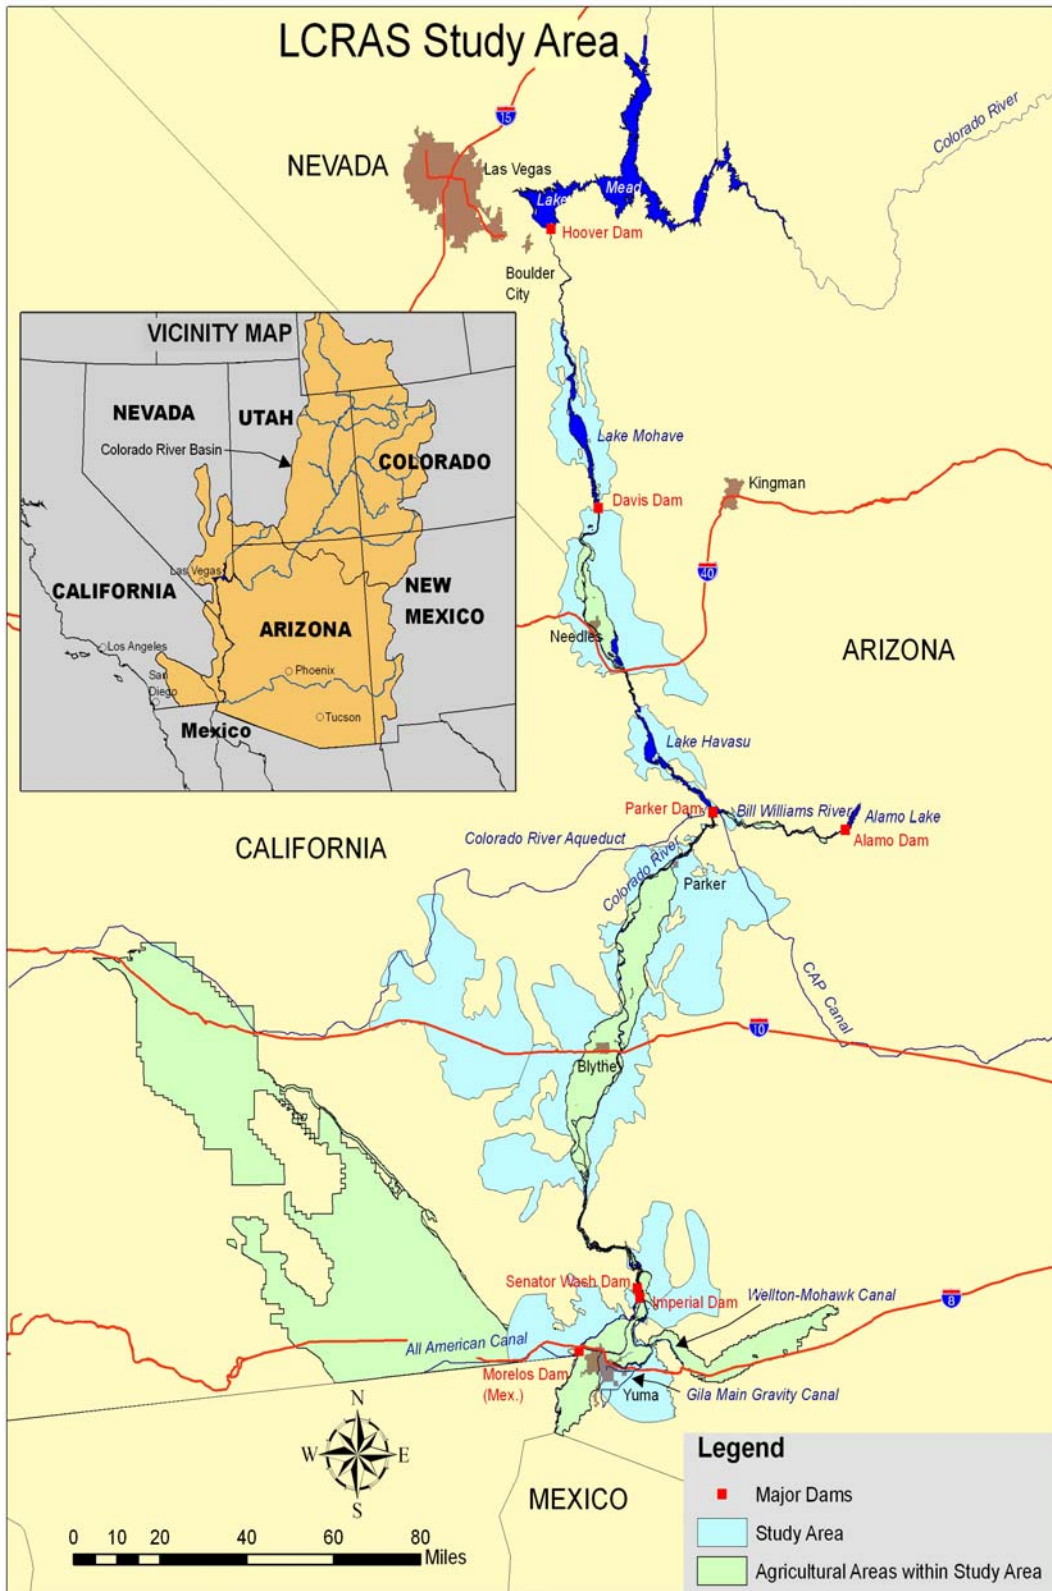 LCRAS Study Area
Colorado River
15
NEVADA
Las Vegas
Lake
Mead
Hoover Dam
Boulder
City
VICINITY MAP
NEVADA
UTAH
Colorado River Basin
COLORADO
Las Vegas
CALIFORNIA
NEW
MEXICO
ARIZONA
Los Angeles
San
Diego
Phoenix
Tucson
Mexico
Lake Mohave
Kingman
Davis Dam
40
Needles
ARIZONA
Lake Havasu
Parker Dam
Bill Williams River
Alamo Lake
Alamo Dam
CALIFORNIA
Colorado River Aqueduct
Colorado River
Parker
CAP Canal
10
Blythe
Senator Wash Dam
Imperial Dam
Wellton-Mohawk Canal
8
All American Canal
Morelos Dam
(Mex.)
Yuma
Gila Main Gravity Canal
N
W
E
S
MEXICO
0 10 20 40 60 80
Miles
Legend
Major Dams
Study Area
Agricultural Areas within Study Area